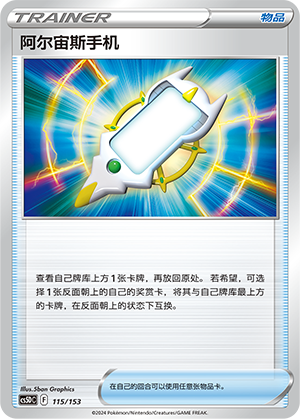 TRAINER 物品
阿尔宙斯手机
查看自己牌库上方1张卡牌，再放回原处。 若希望，可选
择1张反面朝上的自己的奖赏卡，将其与自己牌库最上方
的卡牌，在反面朝上的状态下互换。
Illus.5ban Graphics
cs5D C F 115/153
在自己的回合可以使用任意张物品卡。
©2024 Pokémon/Nintendo/Creatures/GAME FREAK.